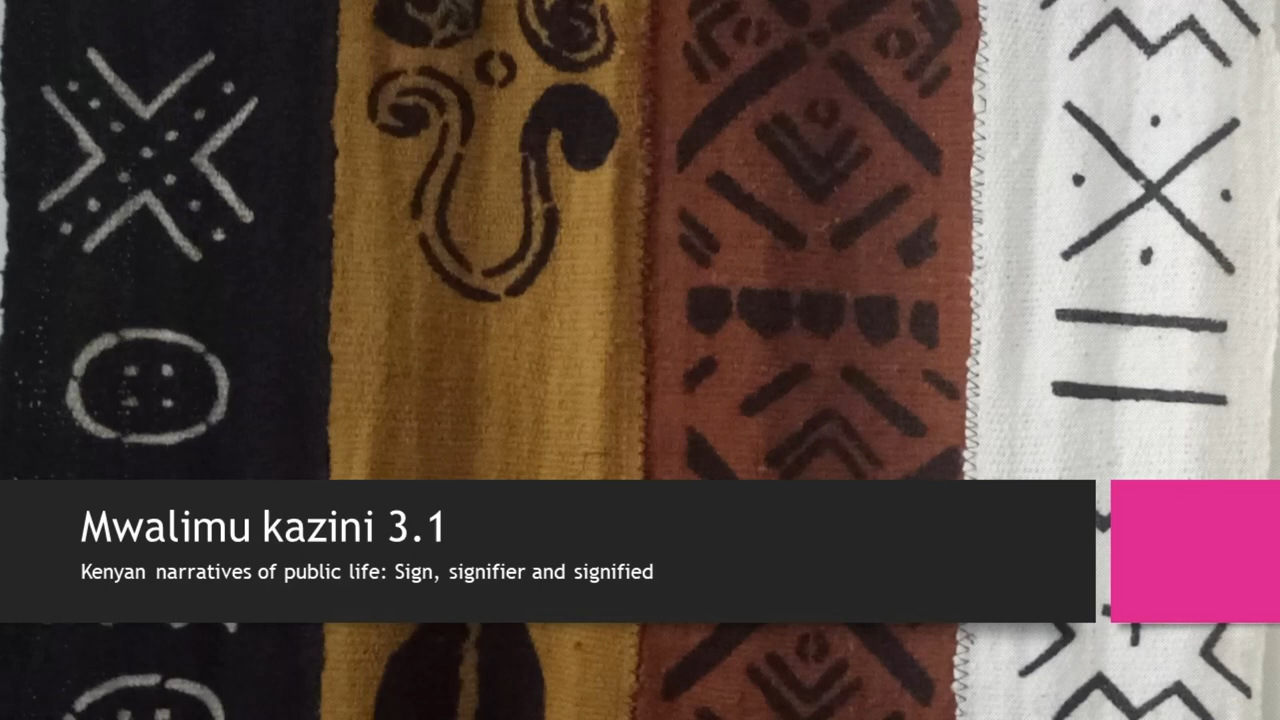 Mwalimu kazini 3.1
Kenyan narratives of public life: Sign, signifier and signified